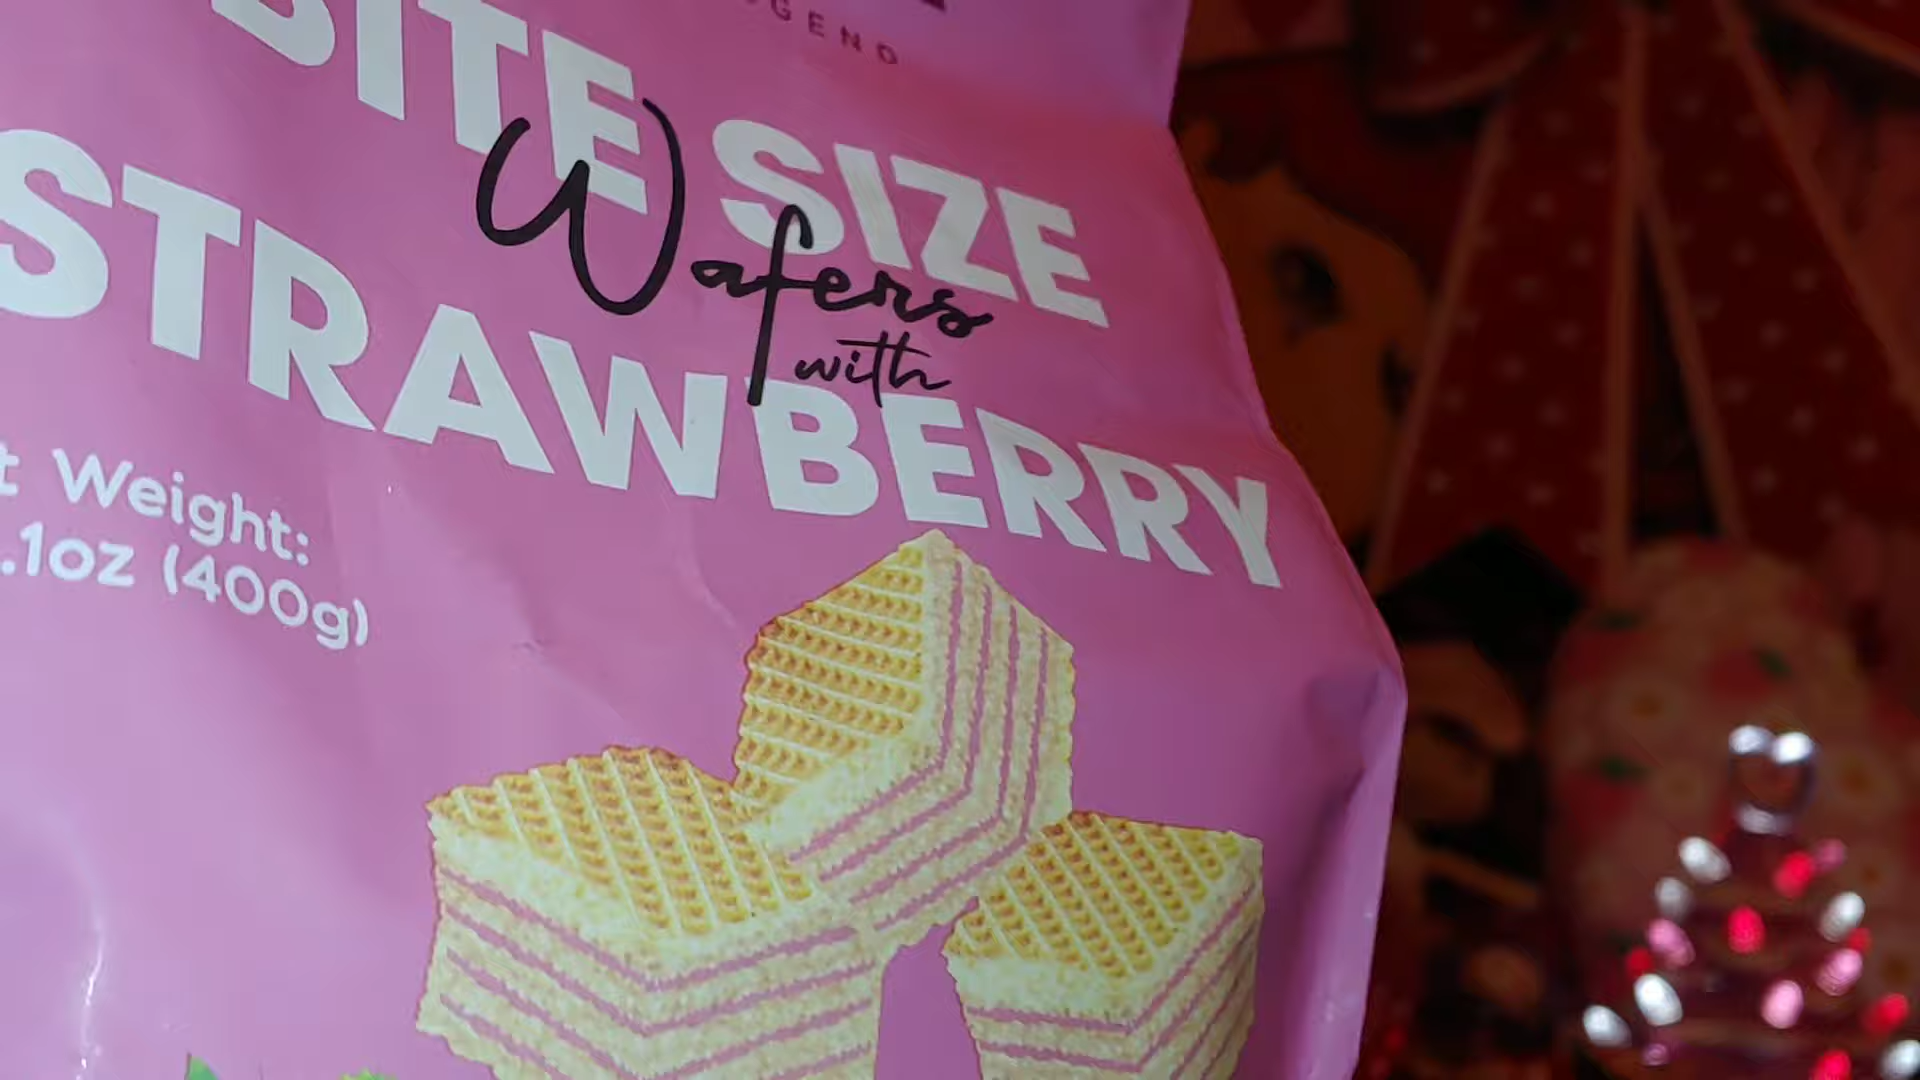 BITE SIZE
Wafers
with
STRAWBERRY
Weight:
.1oz (400g)